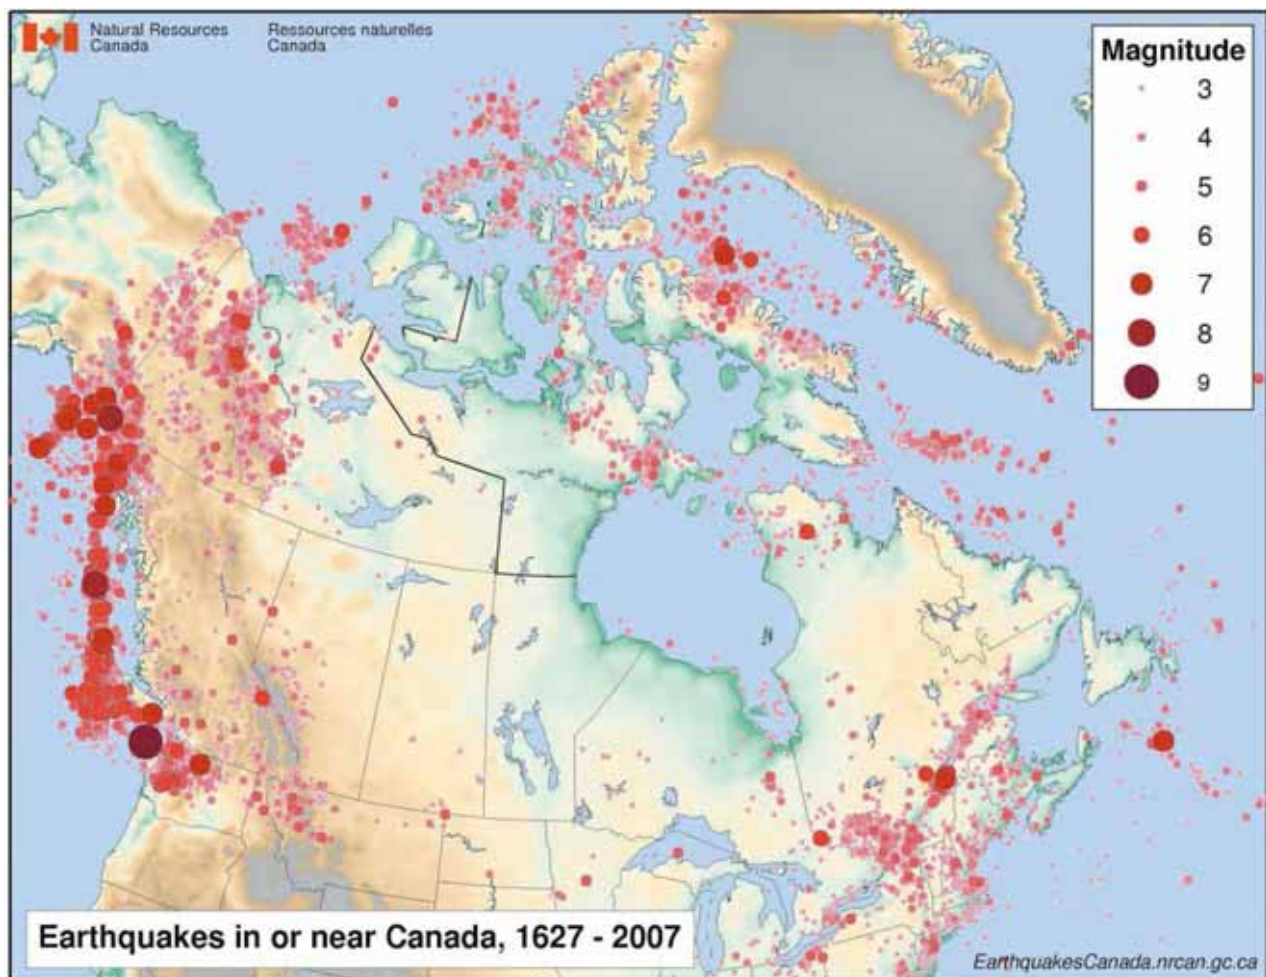 Natural Resources
Canada
Ressources naturelles
Canada
Magnitude
3
4
5
6
7
8
9
Earthquakes in or near Canada, 1627 - 2007
EarthquakesCanada.nrcan.gc.ca